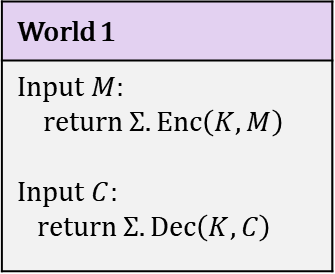 World 1
Input M:
return Σ. Enc(K, M)
Input C:
return Σ. Dec(K, C)